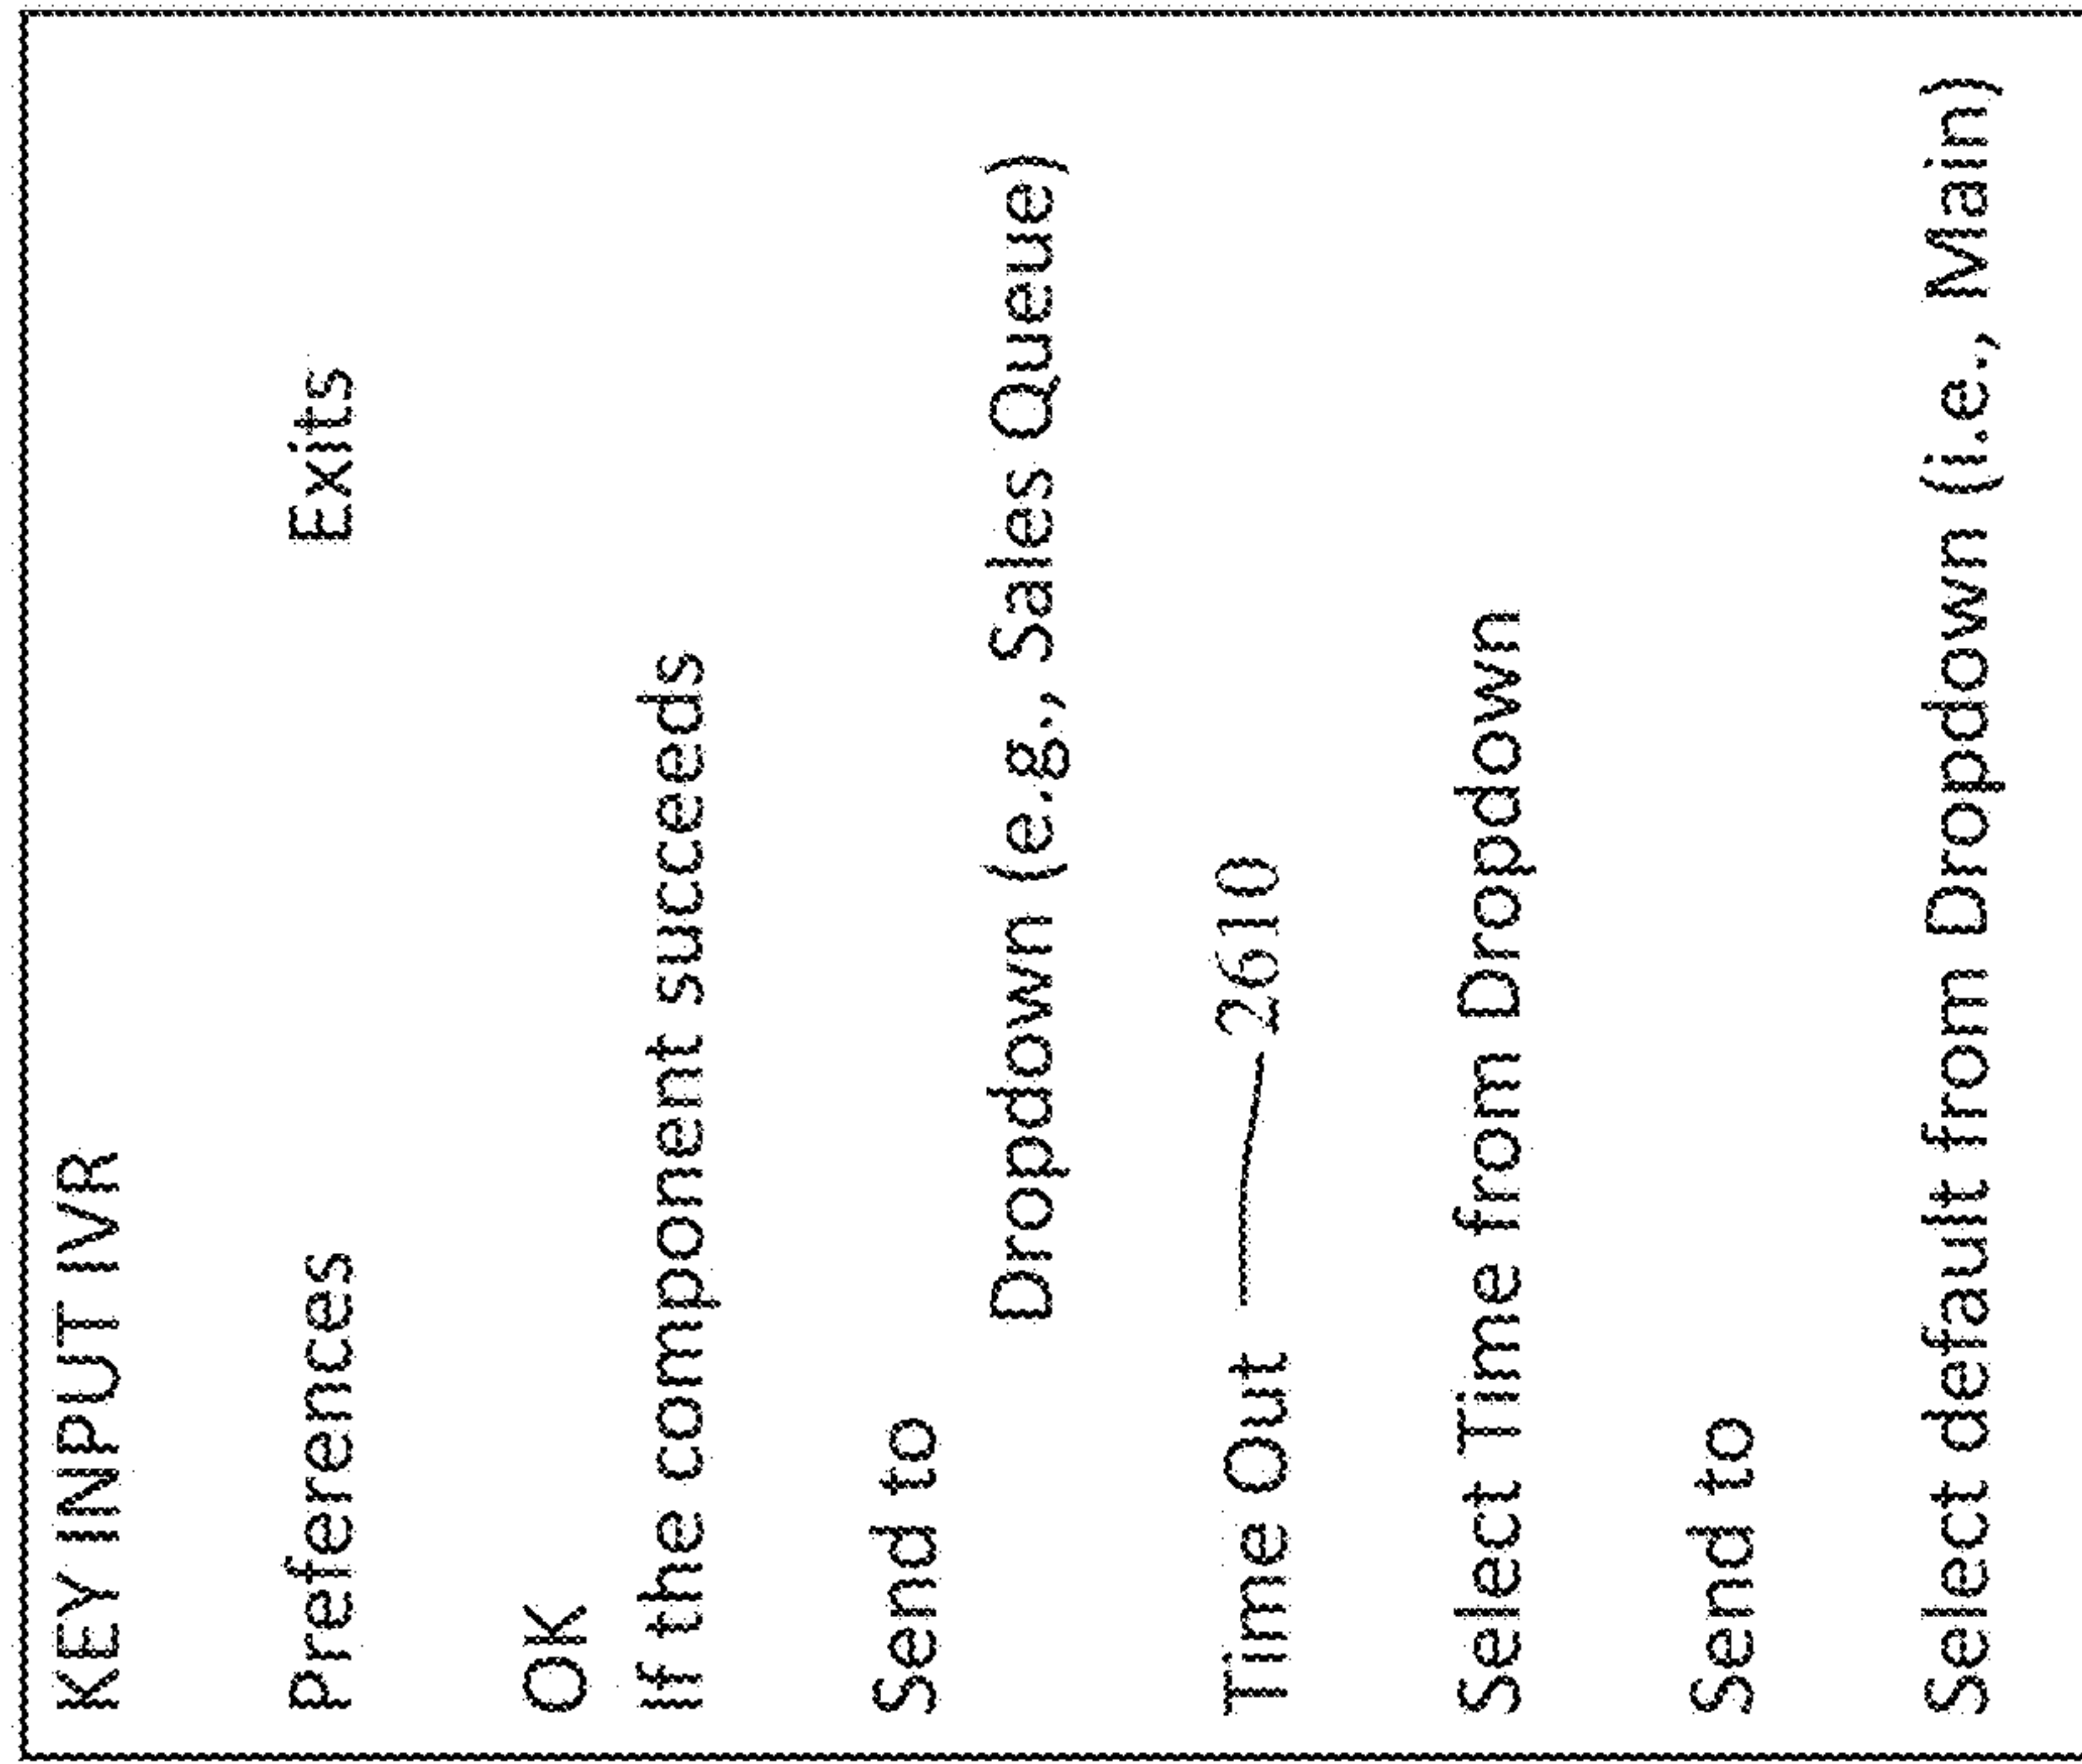 KEY INPUT IVR
Preferences Exits
OK
If the component succeeds
Send to
Dropdown (e.g., Sales Queue)
Time Out 2610
Select Time from Dropdown
Send to
Select default from Dropdown (i.e., Main)